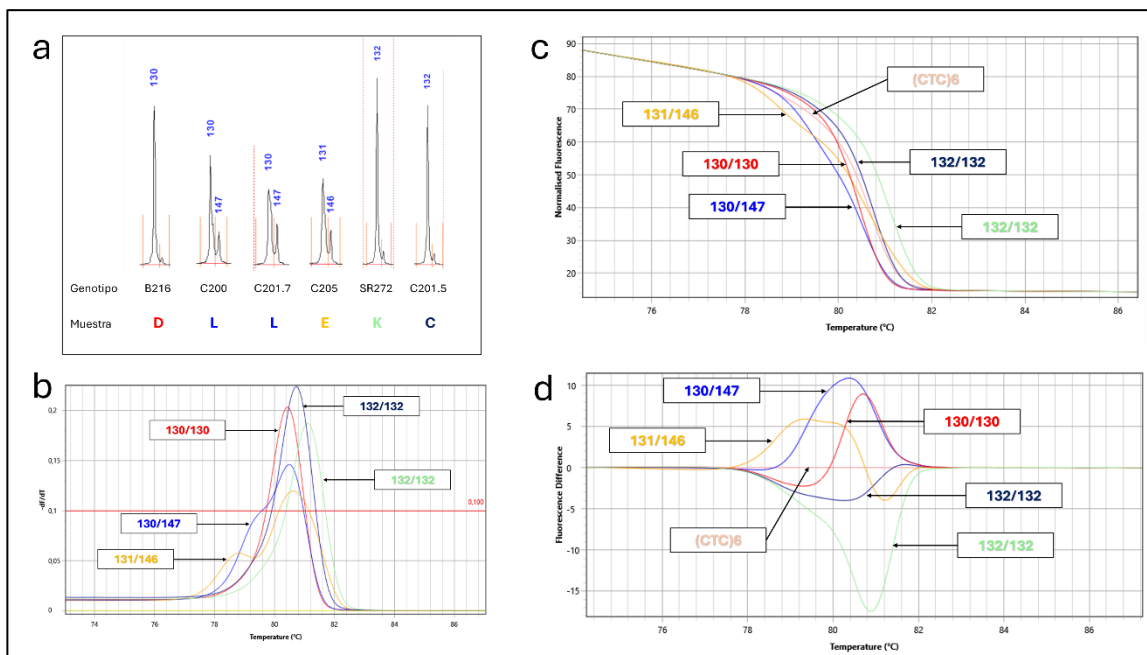 a
130
130
147
130
147
131
146
132
132
Genotipo B216 C200 C201.7 C205 SR272 C201.5
Muestra D L L E K C
b
0,2
0,15
0,1
0,05
0
-dF/dT
0,100
132/132
130/130
132/132
130/147
131/146
74 76 78 80 82 84 86
Temperature (°C)
c
90
80
70
60
50
40
30
20
Normalised Fluorescence
(CTC)6
131/146
130/130
132/132
130/147
132/132
76 78 80 82 84 86
Temperature (°C)
d
10
5
0
-5
-10
-15
Fluorescence Difference
130/147
130/130
131/146
132/132
(CTC)6
132/132
76 78 80 82 84 86
Temperature (°C)